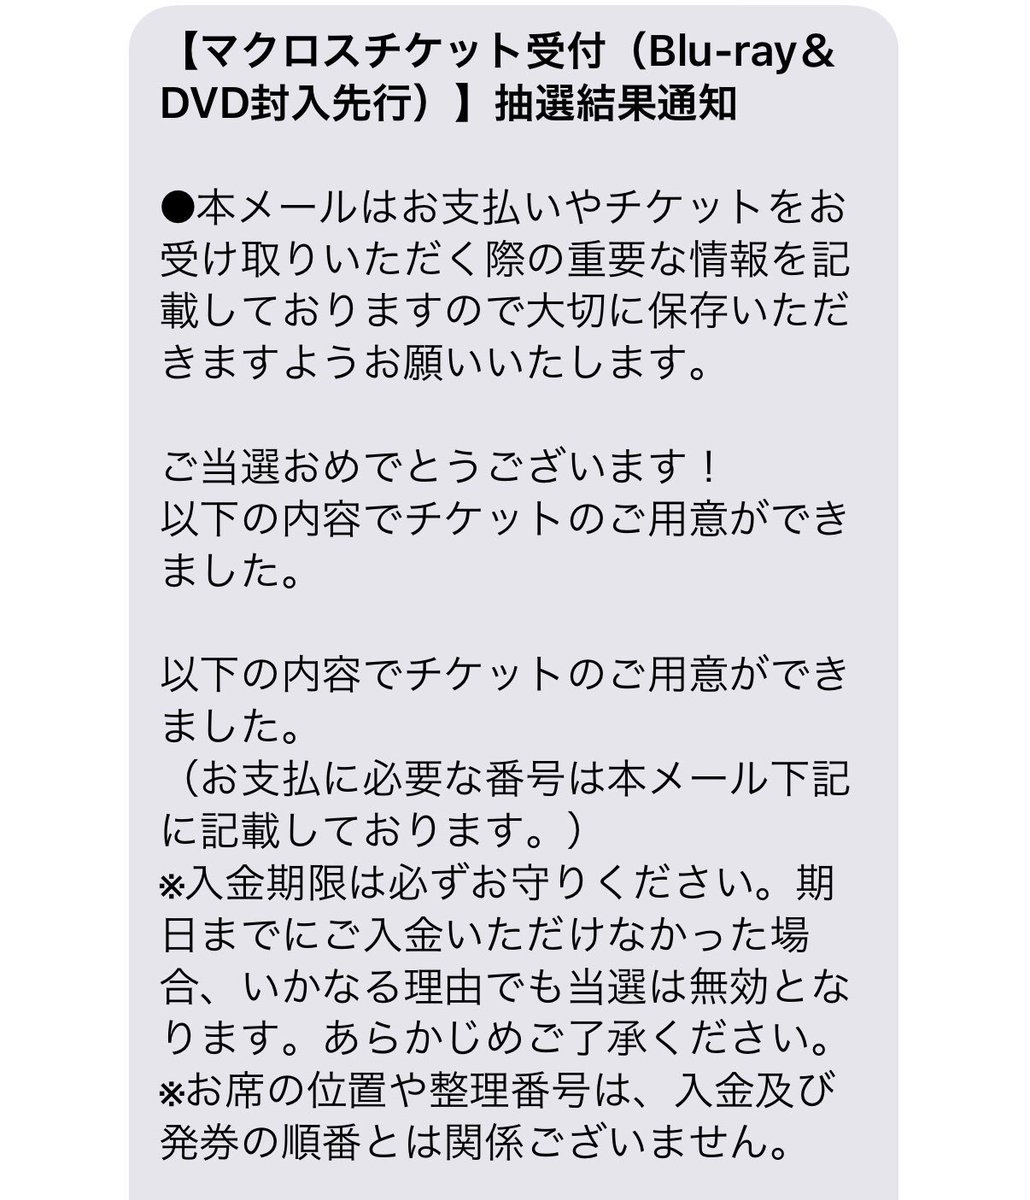 【マクロスチケット受付（Blu-ray＆
DVD封入先行）】抽選結果通知
●本メールはお支払いやチケットをお
受け取りいただく際の重要な情報を記
載しておりますので大切に保存いただ
きますようお願いいたします。
ご当選おめでとうございます！
以下の内容でチケットのご用意ができ
ました。
以下の内容でチケットのご用意ができ
ました。
（お支払に必要な番号は本メール下記
に記載しております。）
※入金期限は必ずお守りください。期
日までにご入金いただけなかった場
合、いかなる理由でも当選は無効とな
ります。あらかじめご了承ください。
※お席の位置や整理番号は、入金及び
発券の順番とは関係ございません。